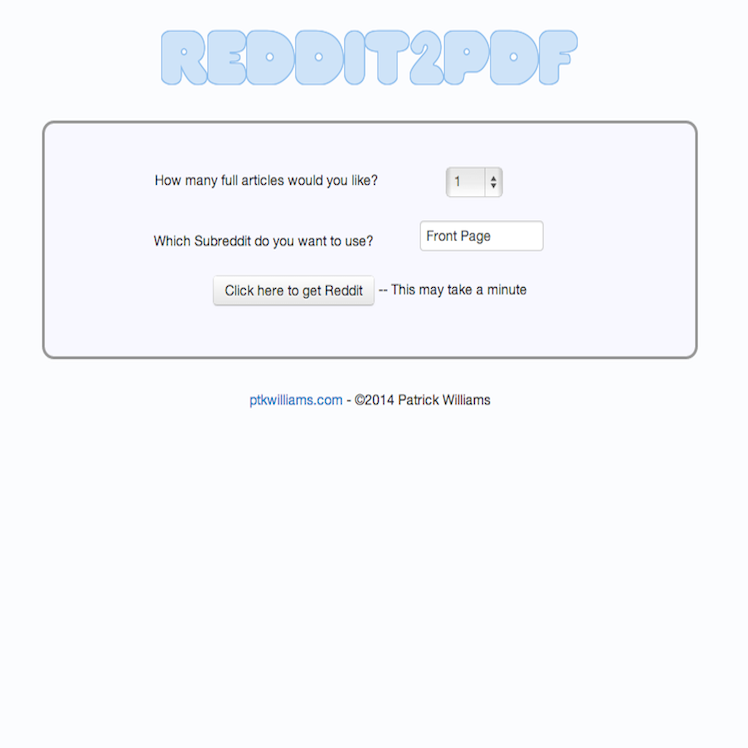 REDDIT2PDF
How many full articles would you like? 1
Which Subreddit do you want to use? Front Page
Click here to get Reddit -- This may take a minute
ptkwilliams.com - ©2014 Patrick Williams